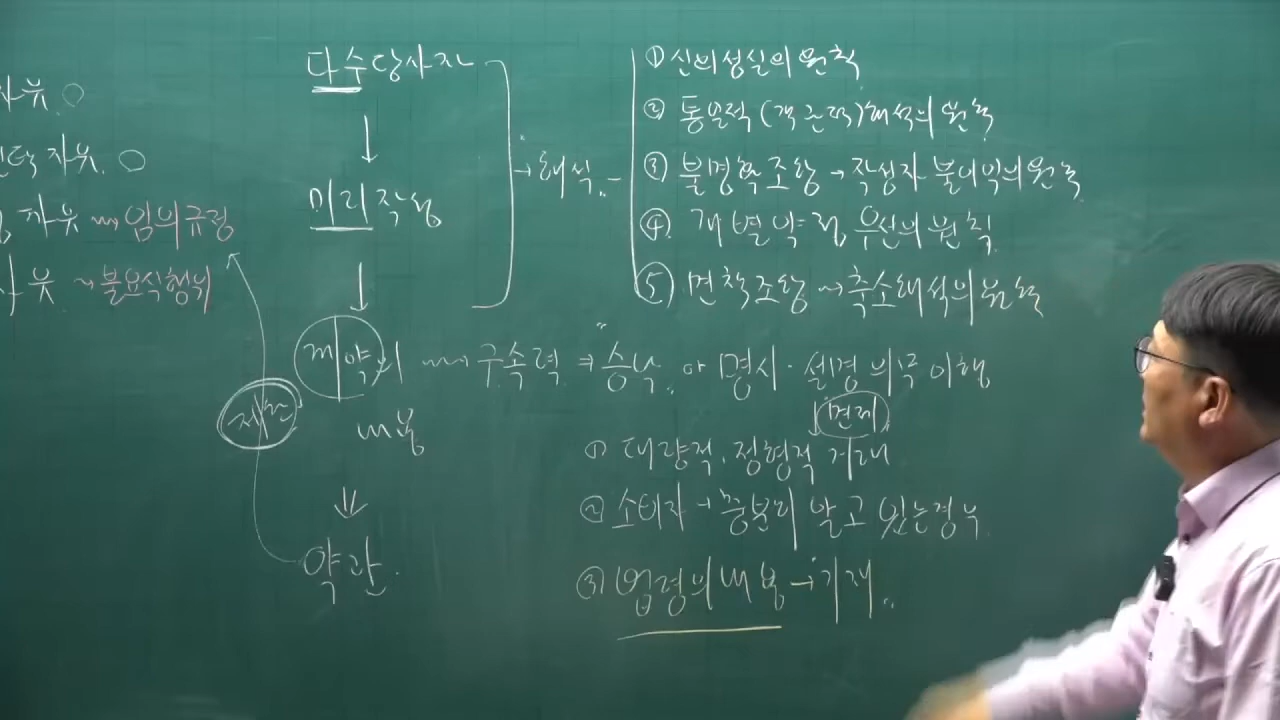 자유 ○
자유 ○
자유 → 임의규정
자유 → 불요식행위
다수당사자
↓
미리 작성
↓
계약의
내용
⇓
약관
제한
→ 해석
① 신의성실의 원칙
② 통일적 (객관적) 해석의 원칙
③ 불명확조항 → 작성자 불이익의 원칙
④ 개별약정 우선의 원칙
⑤ 면책조항 → 축소해석의 원칙
→ 구속력 ⇒ 승낙 or 명시·설명의무 이행
↓ 면제
① 대량적, 정형적 거래
② 소비자 → 충분히 알고 있는 경우
③ 법령의 내용 → 기재